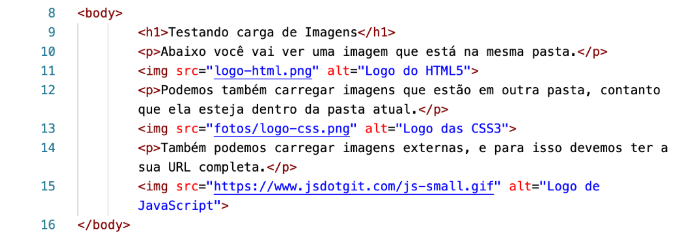 8 <body>
9 <h1>Testando carga de Imagens</h1>
10 <p>Abaixo você vai ver uma imagem que está na mesma pasta.</p>
11 <img src="logo-html.png" alt="Logo do HTML5">
12 <p>Podemos também carregar imagens que estão em outra pasta, contanto
que ela esteja dentro da pasta atual.</p>
13 <img src="fotos/logo-css.png" alt="Logo das CSS3">
14 <p>Também podemos carregar imagens externas, e para isso devemos ter a
sua URL completa.</p>
15 <img src="https://www.jsdotgit.com/js-small.gif" alt="Logo de
JavaScript">
16 </body>